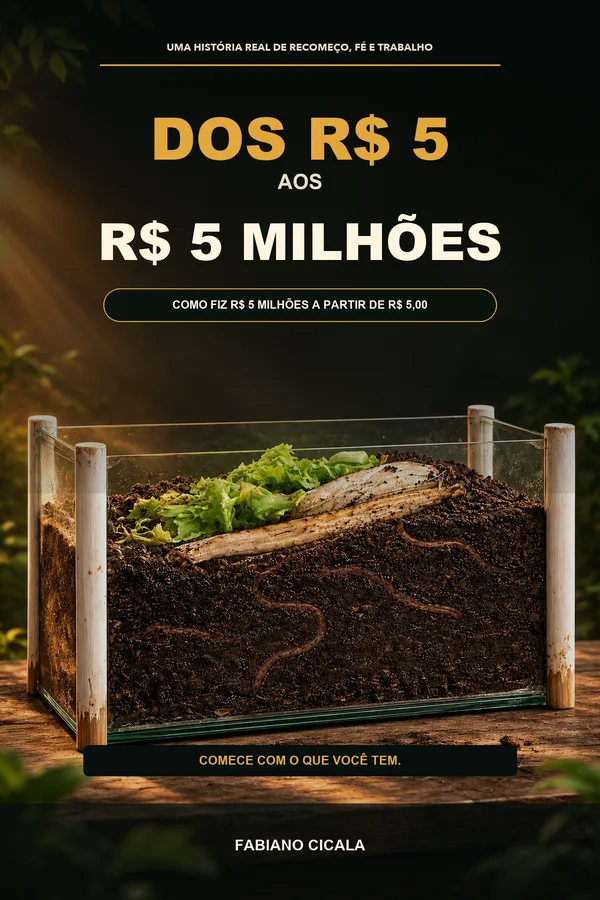 UMA HISTÓRIA REAL DE RECOMEÇO, FÉ E TRABALHO
DOS R$ 5
AOS
R$ 5 MILHÕES
COMO FIZ R$ 5 MILHÕES A PARTIR DE R$ 5,00
COMECE COM O QUE VOCÊ TEM.
FABIANO CICALA